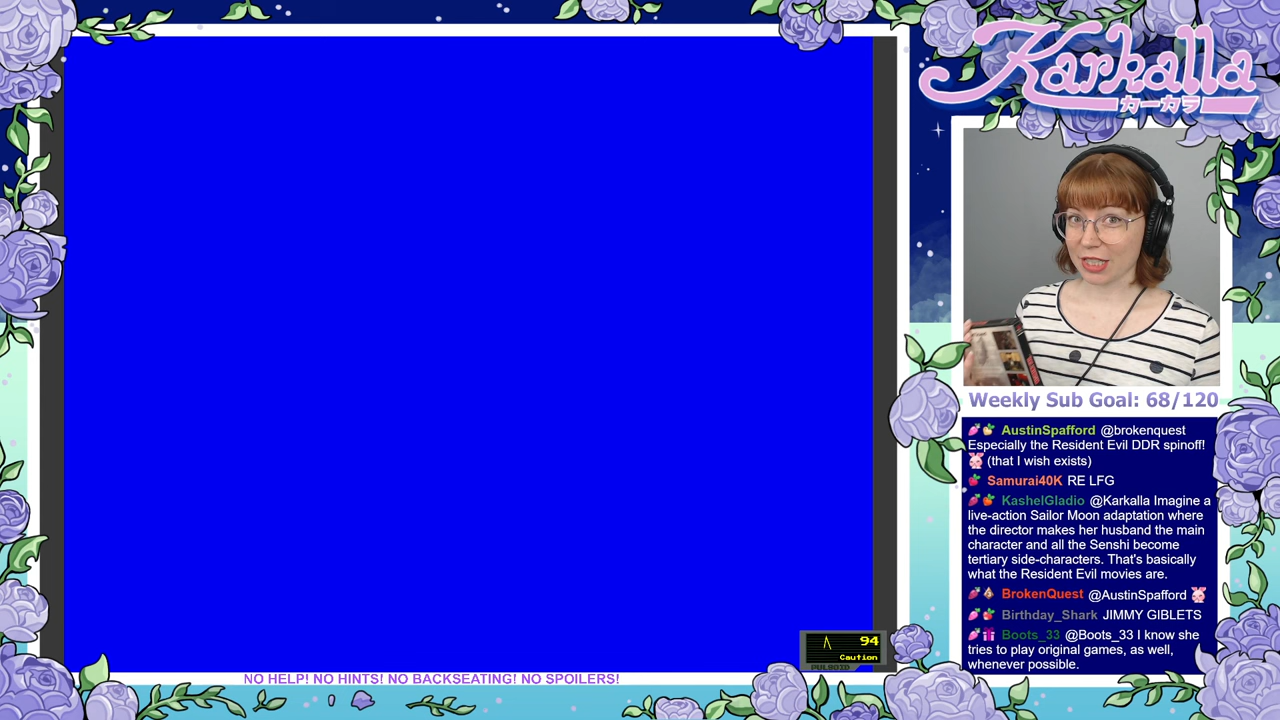 Karkalla
カーカラ
Weekly Sub Goal: 68/120
AustinSpafford @brokenquest
Especially the Resident Evil DDR spinoff!
(that I wish exists)
Samurai40K RE LFG
KashelGladio @Karkalla Imagine a
live-action Sailor Moon adaptation where
the director makes her husband the main
character and all the Senshi become
tertiary side-characters. That's basically
what the Resident Evil movies are.
BrokenQuest @AustinSpafford
Birthday_Shark JIMMY GIBLETS
Boots_33 @Boots_33 I know she
tries to play original games, as well,
whenever possible.
94
Caution
PULSOID
NO HELP! NO HINTS! NO BACKSEATING! NO SPOILERS!